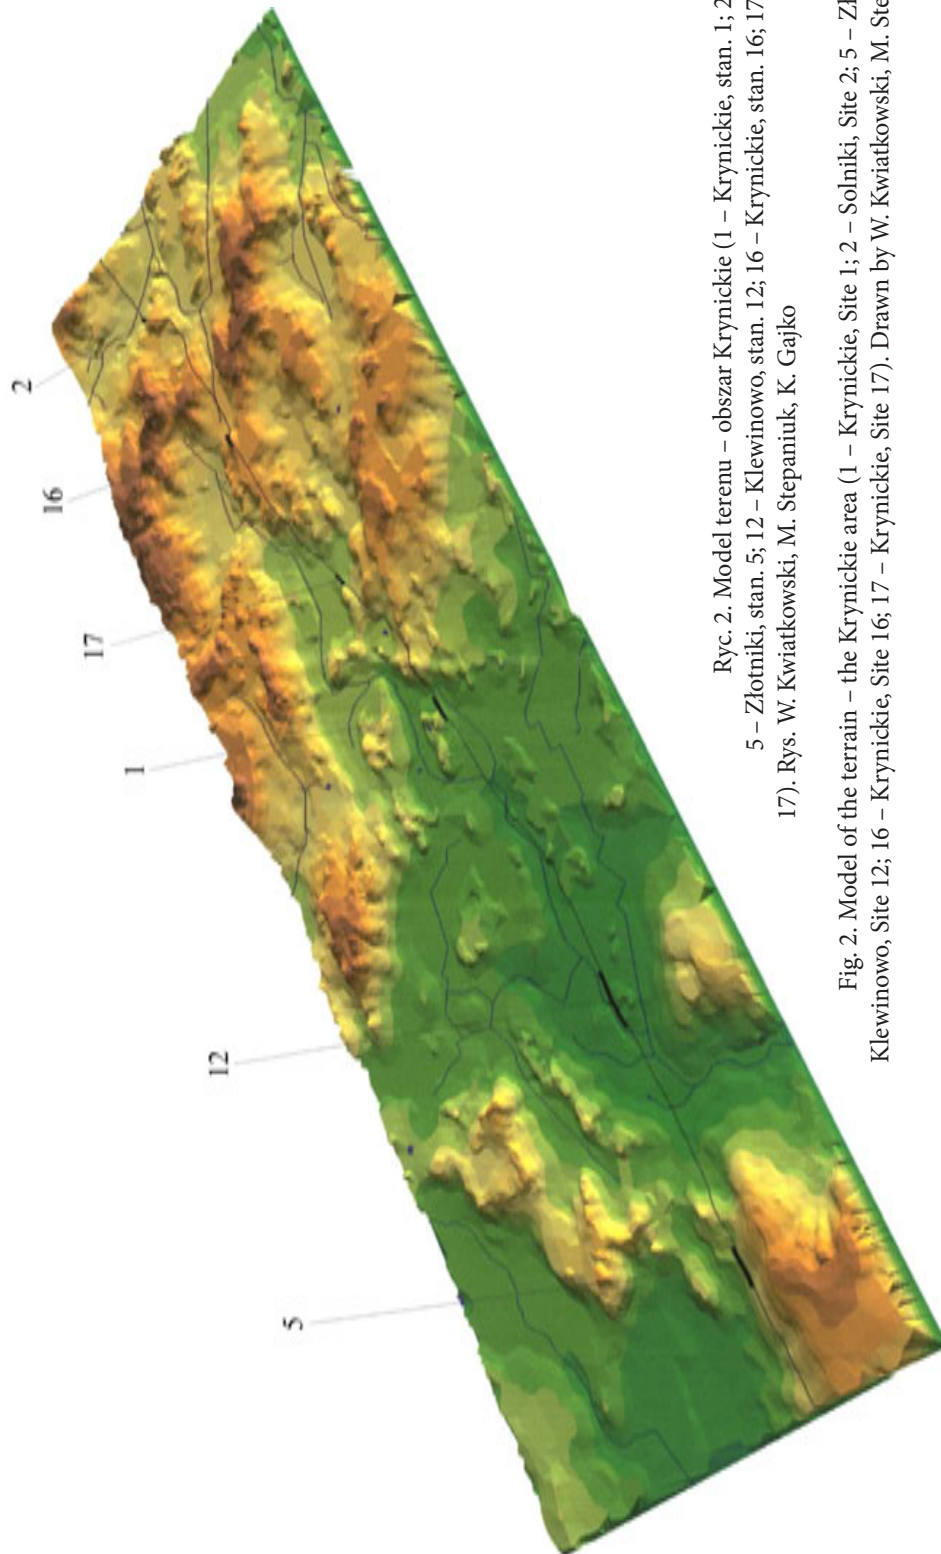 2
16
17
1
12
5
Ryc. 2. Model terenu – obszar Krynickie (1 – Krynickie, stan. 1; 2
5 – Złotniki, stan. 5; 12 – Klewinowo, stan. 12; 16 – Krynickie, stan. 16; 17
17). Rys. W. Kwiatkowski, M. Stepaniuk, K. Gajko
Fig. 2. Model of the terrain – the Krynickie area (1 – Krynickie, Site 1; 2 – Solniki, Site 2; 5 –
Klewinowo, Site 12; 16 – Krynickie, Site 16; 17 – Krynickie, Site 17). Drawn by W. Kwiatkowski, M.